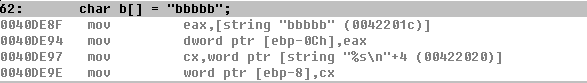 62: char b[] = "bbbbb";
0040DE8F mov eax,[string "bbbbb" (0042201c)]
0040DE94 mov dword ptr [ebp-0Ch],eax
0040DE97 mov cx,word ptr [string "%s\n"+4 (00422020)]
0040DE9E mov word ptr [ebp-8],cx